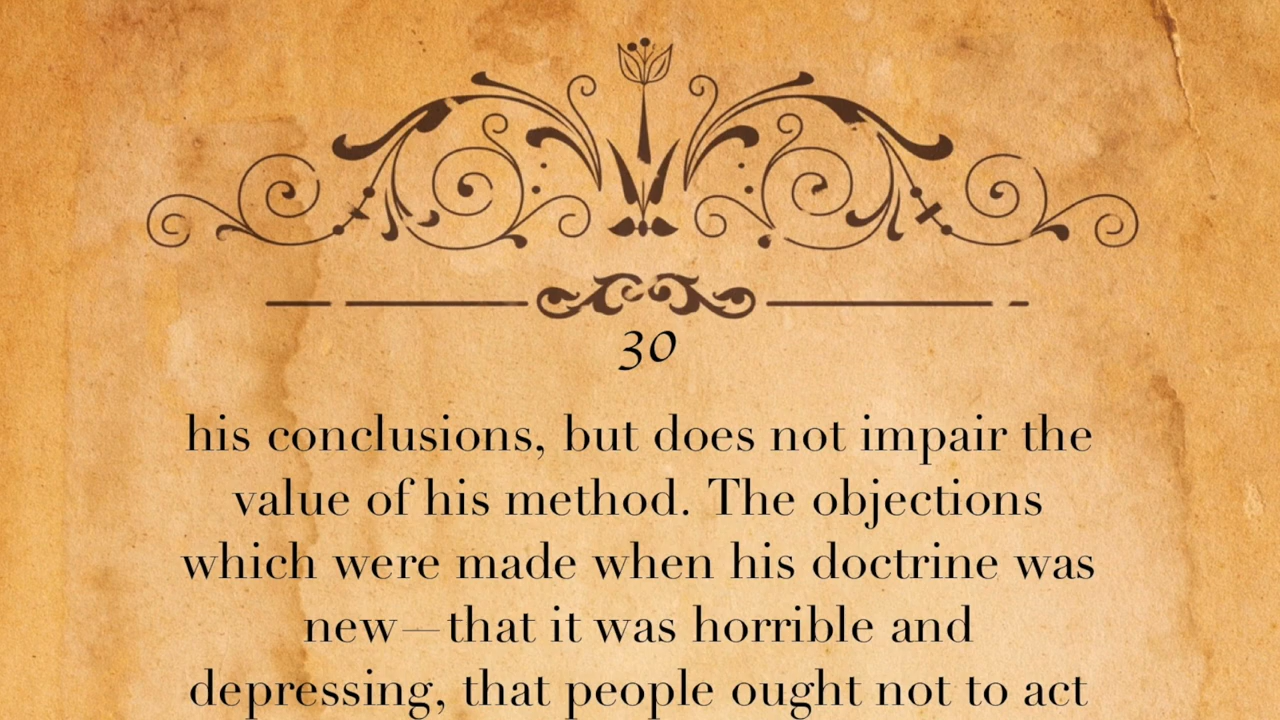 30
his conclusions, but does not impair the
value of his method. The objections
which were made when his doctrine was
new—that it was horrible and
depressing, that people ought not to act